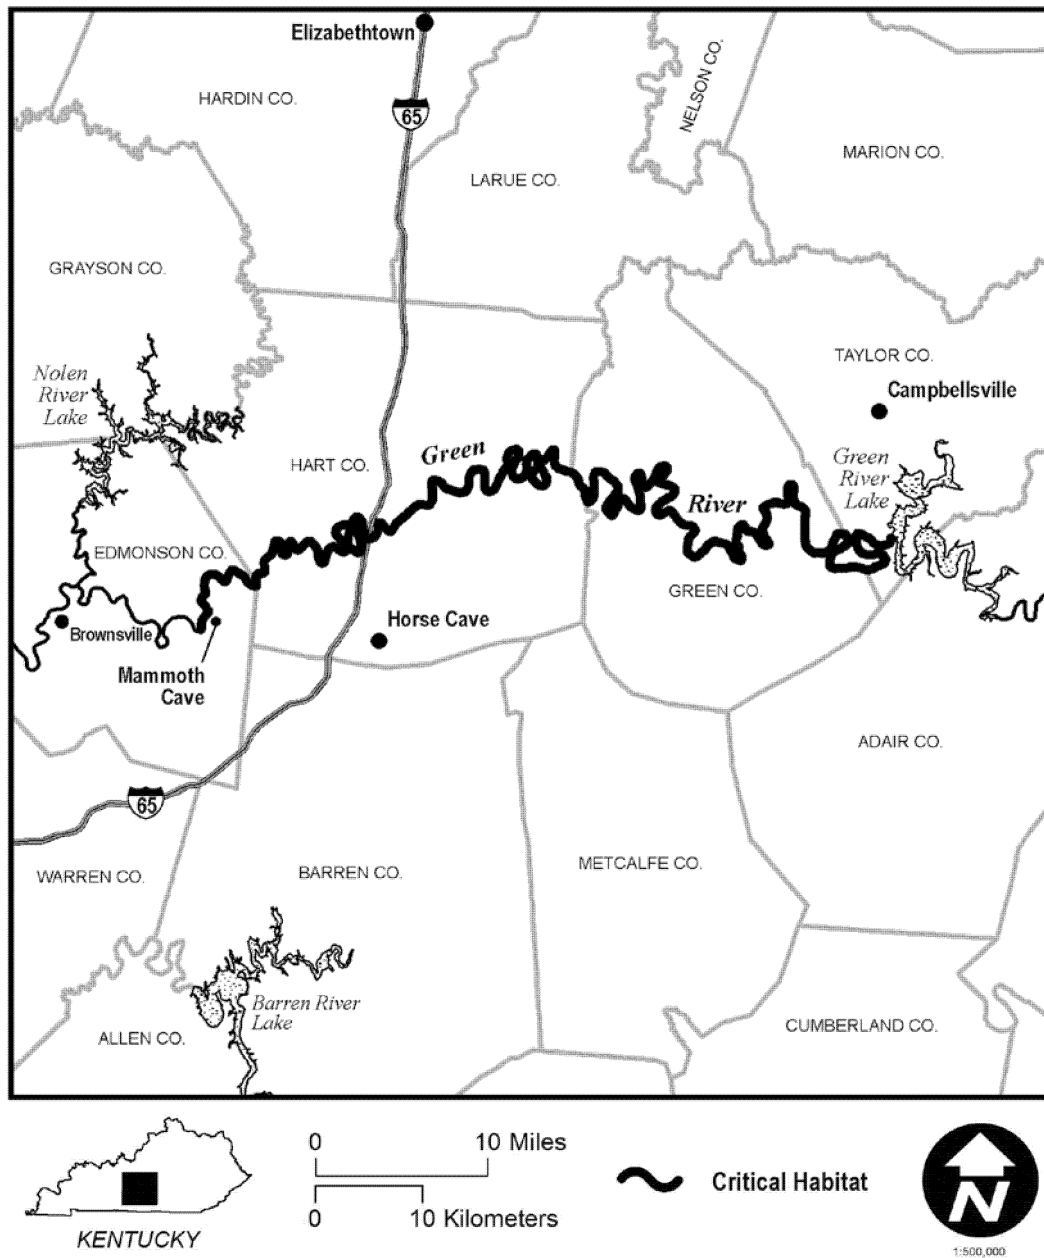 Elizabethtown
HARDIN CO.
65
NELSON CO.
MARION CO.
LARUE CO.
GRAYSON CO.
TAYLOR CO.
Nolen
River
Lake
Campbellsville
Green
HART CO.
Green
River
Lake
River
EDMONSON CO.
GREEN CO.
Brownsville
Horse Cave
Mammoth
Cave
ADAIR CO.
65
METCALFE CO.
WARREN CO.
BARREN CO.
Barren River
Lake
CUMBERLAND CO.
ALLEN CO.
KENTUCKY
0 10 Miles
0 10 Kilometers
Critical Habitat
N
1:500,000